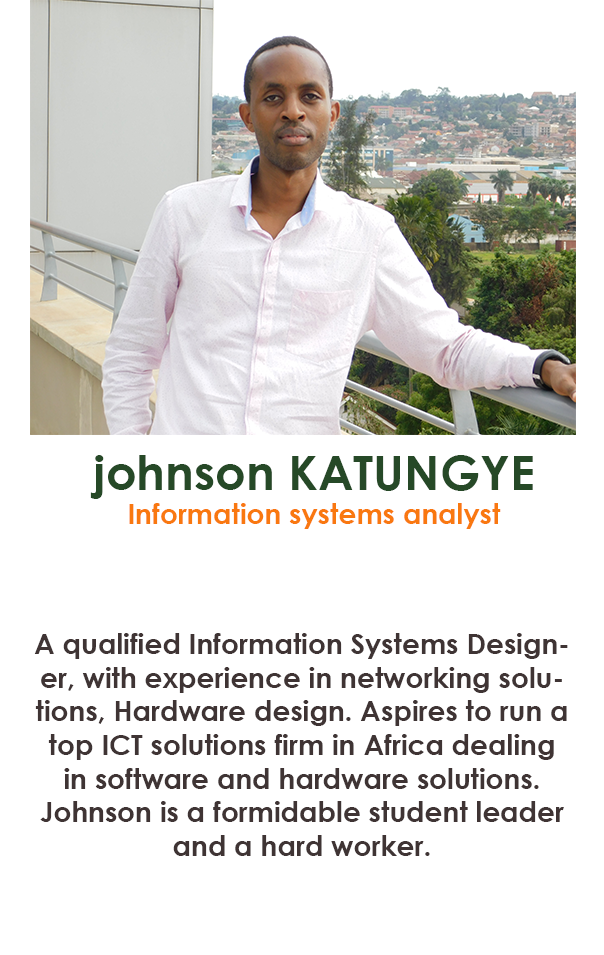 johnson KATUNGYE
Information systems analyst
A qualified Information Systems Design-
er, with experience in networking solu-
tions, Hardware design. Aspires to run a
top ICT solutions firm in Africa dealing
in software and hardware solutions.
Johnson is a formidable student leader
and a hard worker.